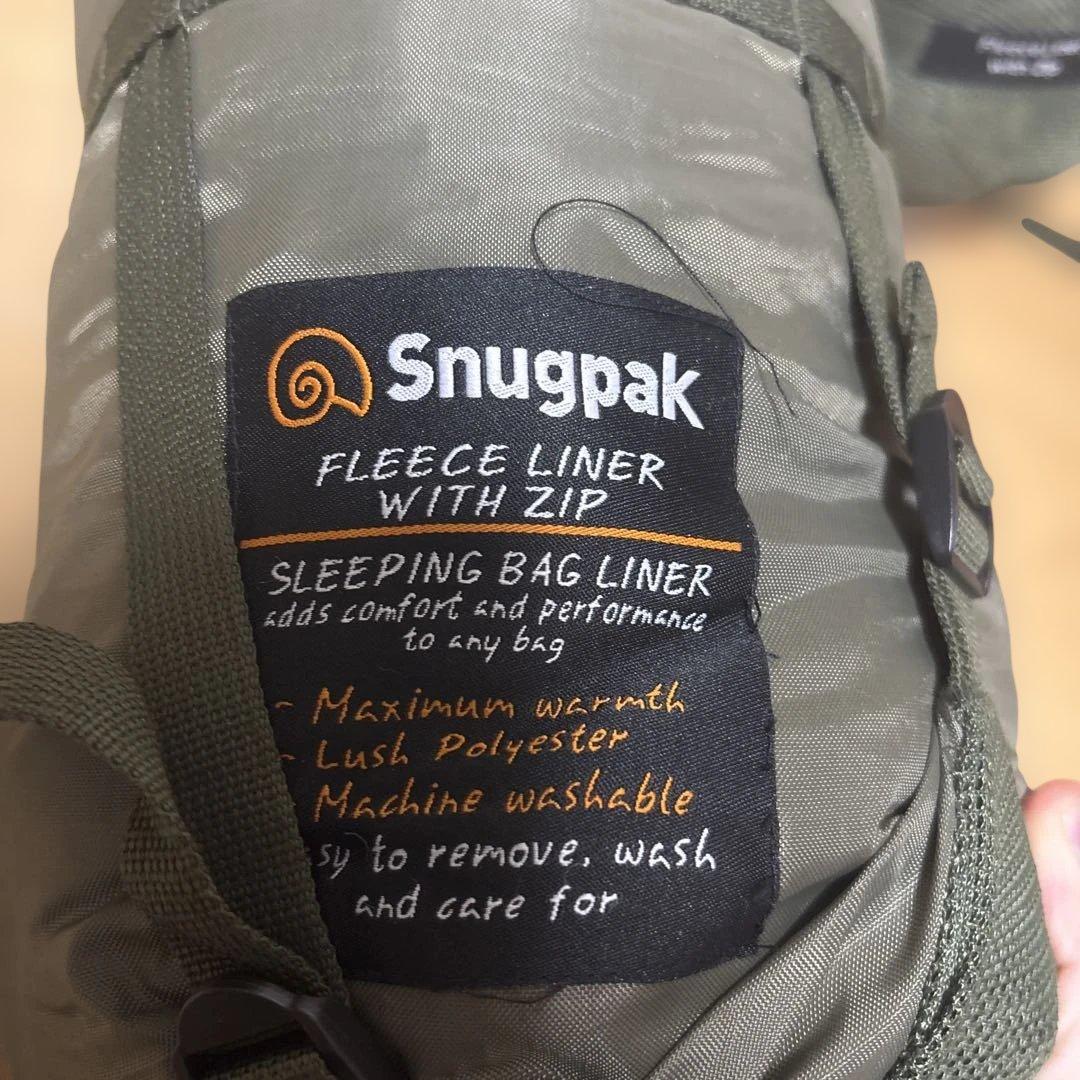 Snugpak
FLEECE LINER
WITH ZIP
SLEEPING BAG LINER
adds comfort and performance
to any bag
- Maximum warmth
- Lush Polyester
Machine washable
to remove, wash
and care for